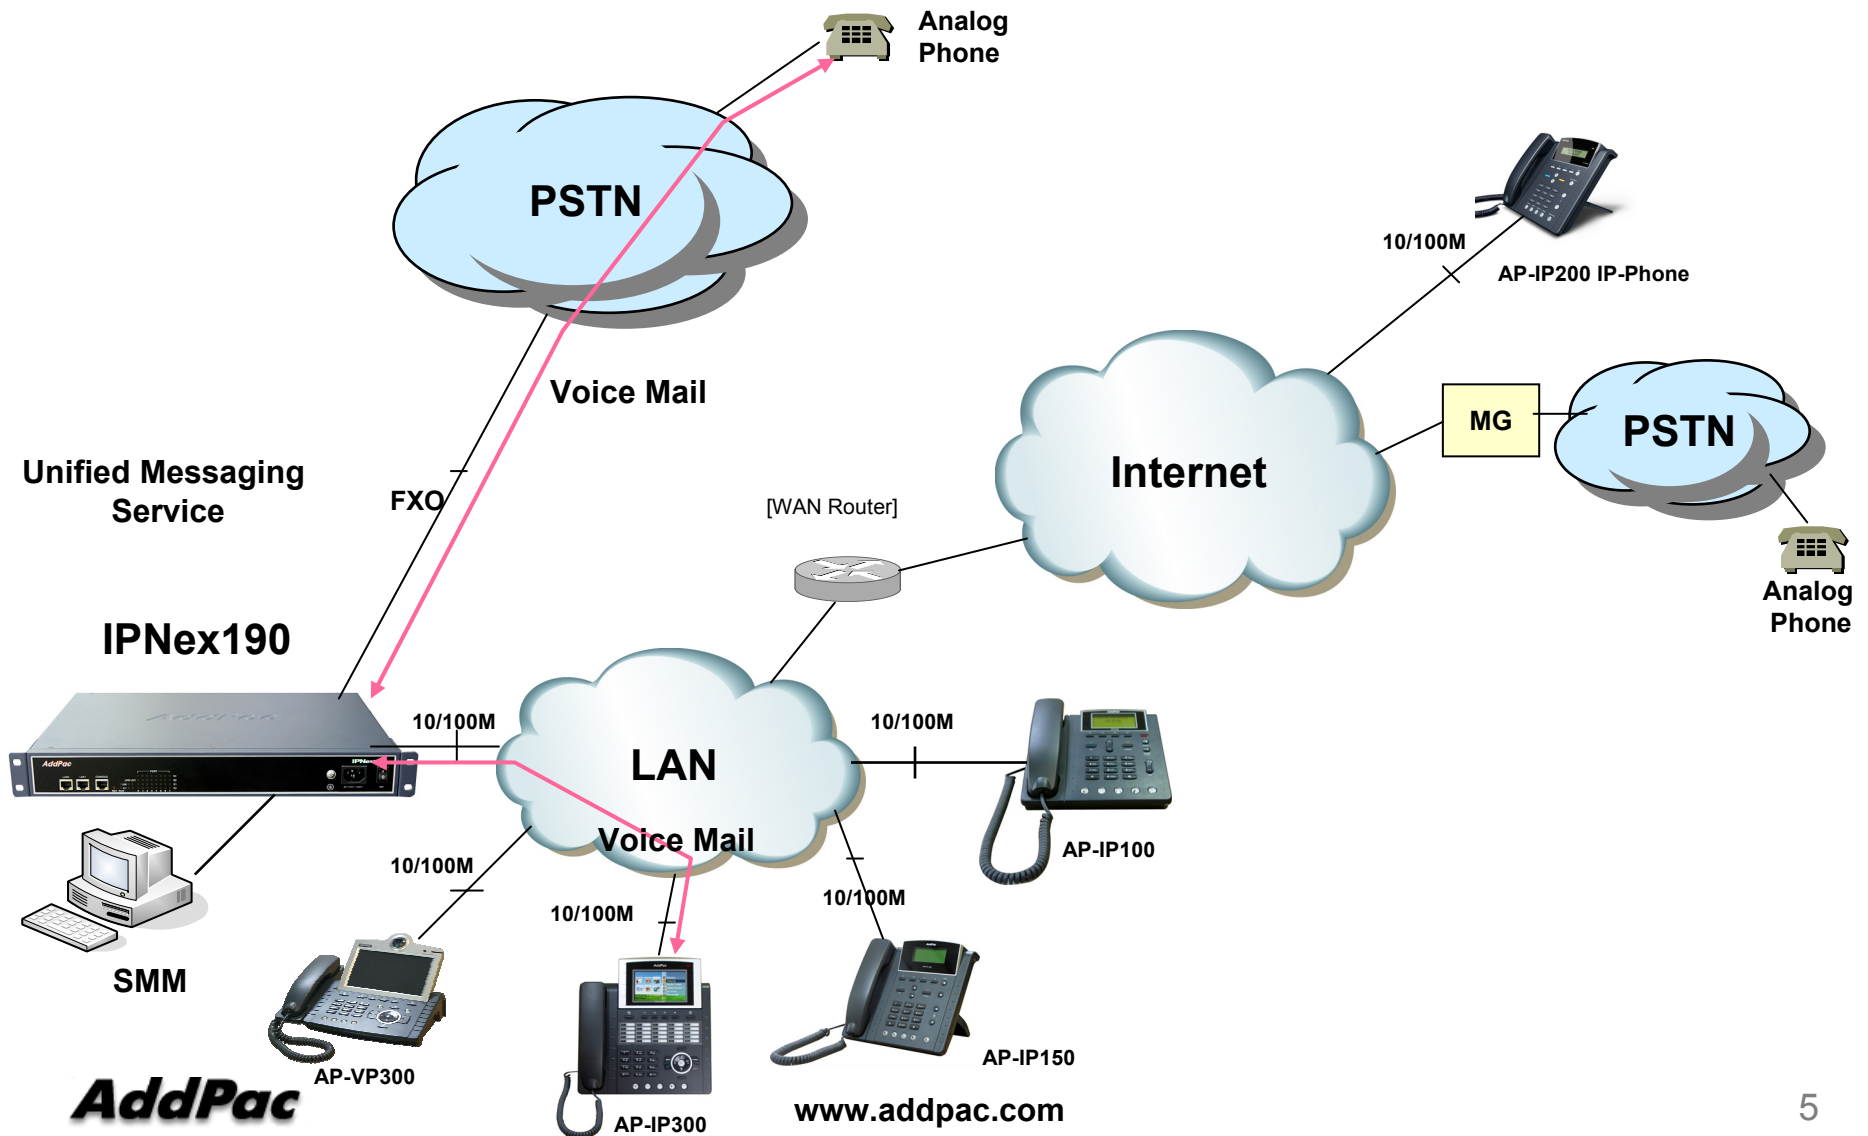 Analog
Phone
PSTN
10/100M
AP-IP200 IP-Phone
Voice Mail
MG
PSTN
Internet
Unified Messaging
Service
FXO
[WAN Router]
Analog
Phone
IPNex190
10/100M
10/100M
AddPac
LAN
Voice Mail
AP-IP100
10/100M
10/100M
10/100M
SMM
AP-VP300
AP-IP150
AddPac
www.addpac.com
AP-IP300
5